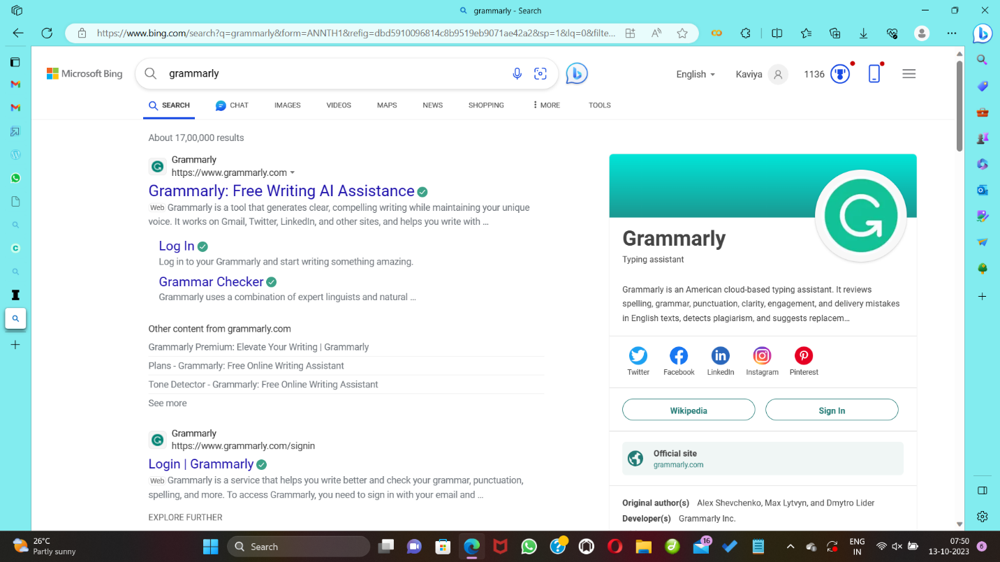 grammarly - Search
https://www.bing.com/search?q=grammarly&form=ANNTH1&refig=dbd5910096814c8b9519eb9071ae42a2&sp=1&lq=0&filte...
Microsoft Bing
grammarly
English
Kaviya
1136
SEARCH
CHAT
IMAGES
VIDEOS
MAPS
NEWS
SHOPPING
MORE
TOOLS
About 17,00,000 results
Grammarly
https://www.grammarly.com
Grammarly: Free Writing AI Assistance
Web Grammarly is a tool that generates clear, compelling writing while maintaining your unique
voice. It works on Gmail, Twitter, LinkedIn, and other sites, and helps you write with ...
Log In
Log in to your Grammarly and start writing something amazing.
Grammar Checker
Grammarly uses a combination of expert linguists and natural ...
Other content from grammarly.com
Grammarly Premium: Elevate Your Writing | Grammarly
Plans - Grammarly: Free Online Writing Assistant
Tone Detector - Grammarly: Free Online Writing Assistant
See more
Grammarly
https://www.grammarly.com/signin
Login | Grammarly
Web Grammarly is a service that helps you write better and check your grammar, punctuation,
spelling, and more. To access Grammarly, you need to sign in with your email and ...
EXPLORE FURTHER
Grammarly
Typing assistant
Grammarly is an American cloud-based typing assistant. It reviews
spelling, grammar, punctuation, clarity, engagement, and delivery mistakes
in English texts, detects plagiarism, and suggests replacem...
Twitter
Facebook
LinkedIn
Instagram
Pinterest
Wikipedia
Sign In
Official site
grammarly.com
Original author(s) Alex Shevchenko, Max Lytvyn, and Dmytro Lider
Developer(s) Grammarly Inc.
26°C
Partly sunny
Search
16
ENG
IN
07:50
13-10-2023
6